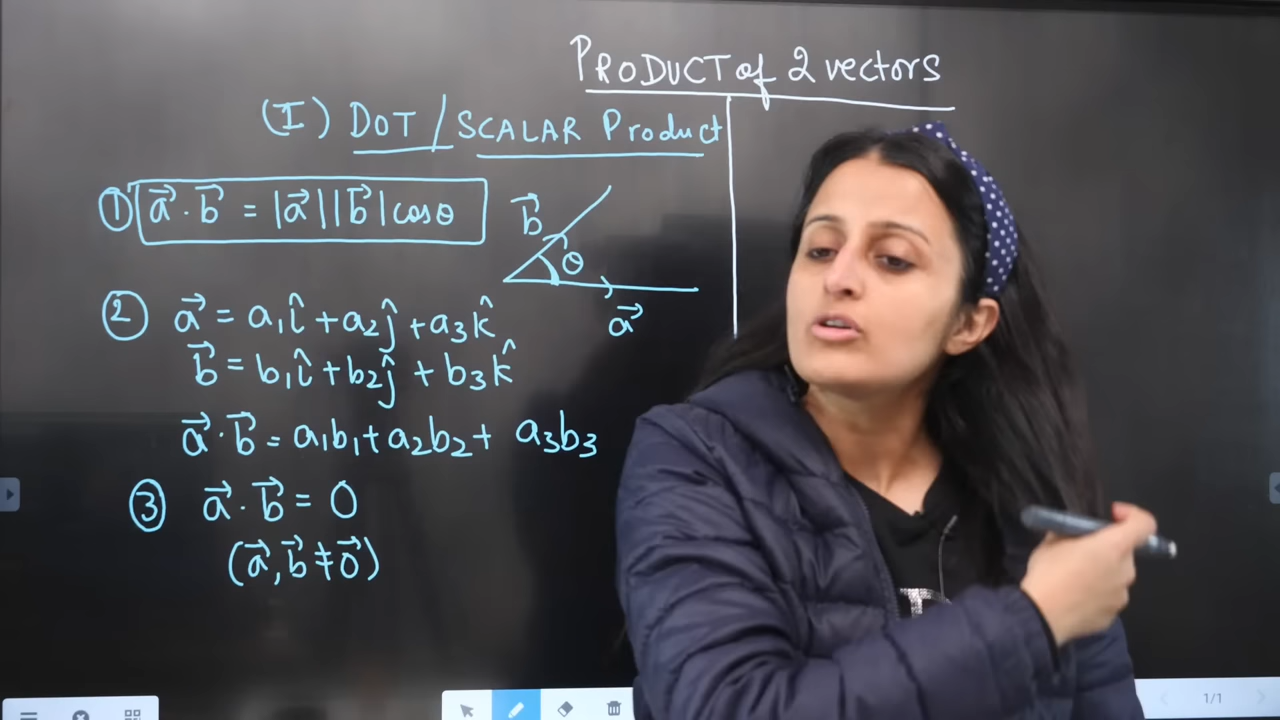 PRODUCT of 2 vectors
(I) DOT / SCALAR Product
① a⃗ . b⃗ = |a⃗| |b⃗| cosθ
b⃗
θ
a⃗
② a⃗ = a₁î + a₂ĵ + a₃k̂
b⃗ = b₁î + b₂ĵ + b₃k̂
a⃗ . b⃗ = a₁b₁ + a₂b₂ + a₃b₃
③ a⃗ . b⃗ = 0
(a⃗, b⃗ ≠ 0⃗)
1/1